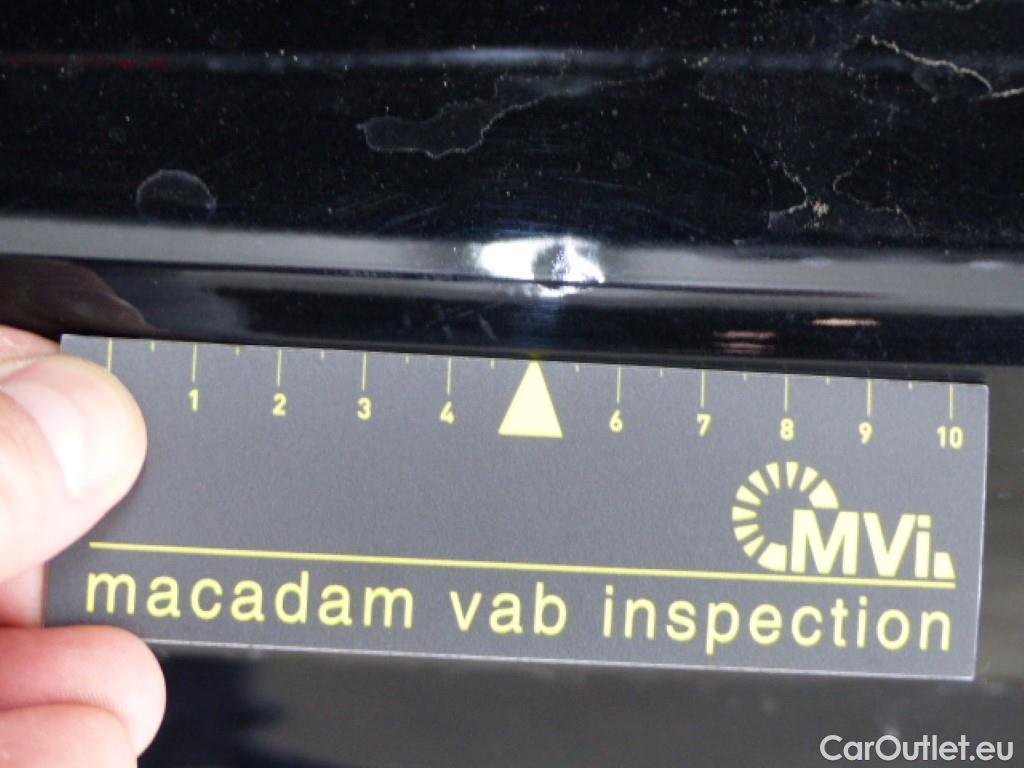 1 2 3 4 6 7 8 9 10
MVi
macadam vab inspection
CarOutlet.eu